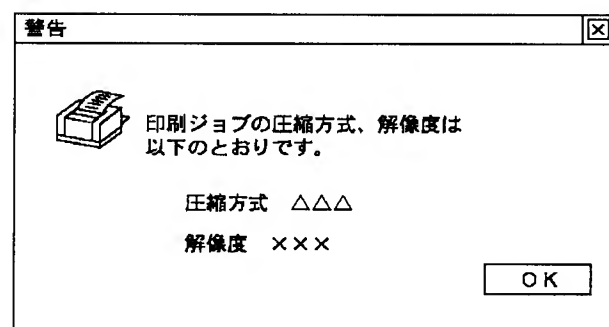 警告
印刷ジョブの圧縮方式、解像度は
以下のとおりです。
圧縮方式 △△△
解像度 ×××
OK